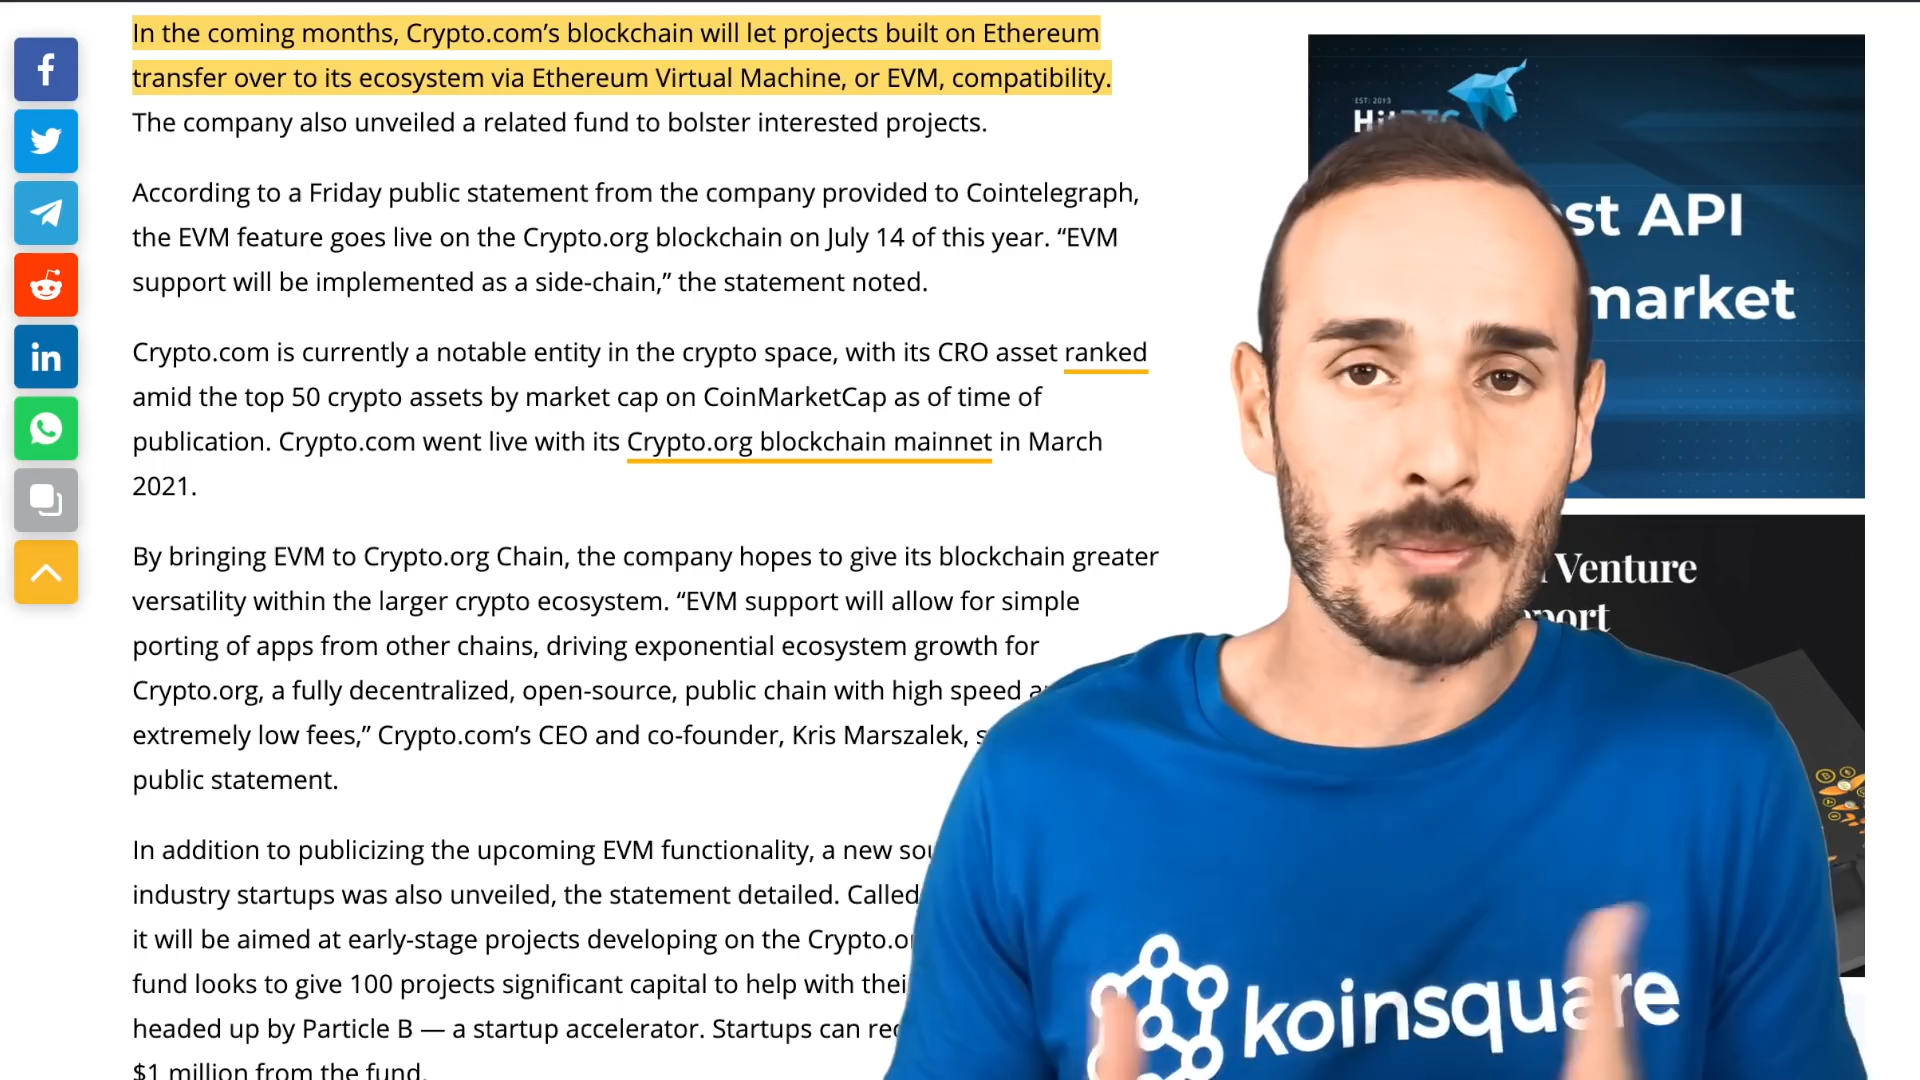 In the coming months, Crypto.com’s blockchain will let projects built on Ethereum
transfer over to its ecosystem via Ethereum Virtual Machine, or EVM, compatibility.
The company also unveiled a related fund to bolster interested projects.
According to a Friday public statement from the company provided to Cointelegraph,
the EVM feature goes live on the Crypto.org blockchain on July 14 of this year. “EVM
support will be implemented as a side-chain,” the statement noted.
Crypto.com is currently a notable entity in the crypto space, with its CRO asset ranked
amid the top 50 crypto assets by market cap on CoinMarketCap as of time of
publication. Crypto.com went live with its Crypto.org blockchain mainnet in March
2021.
By bringing EVM to Crypto.org Chain, the company hopes to give its blockchain greater
versatility within the larger crypto ecosystem. “EVM support will allow for simple
porting of apps from other chains, driving exponential ecosystem growth for
Crypto.org, a fully decentralized, open-source, public chain with high speed
extremely low fees,” Crypto.com’s CEO and co-founder, Kris Marszalek,
public statement.
In addition to publicizing the upcoming EVM functionality, a new
industry startups was also unveiled, the statement detailed. Called
it will be aimed at early-stage projects developing on the
fund looks to give 100 projects significant capital to help with
headed up by Particle B — a startup accelerator. Startups can
$1 million from the fund.
EST: 2013
HitBTC
API
market
Venture
koinsquare